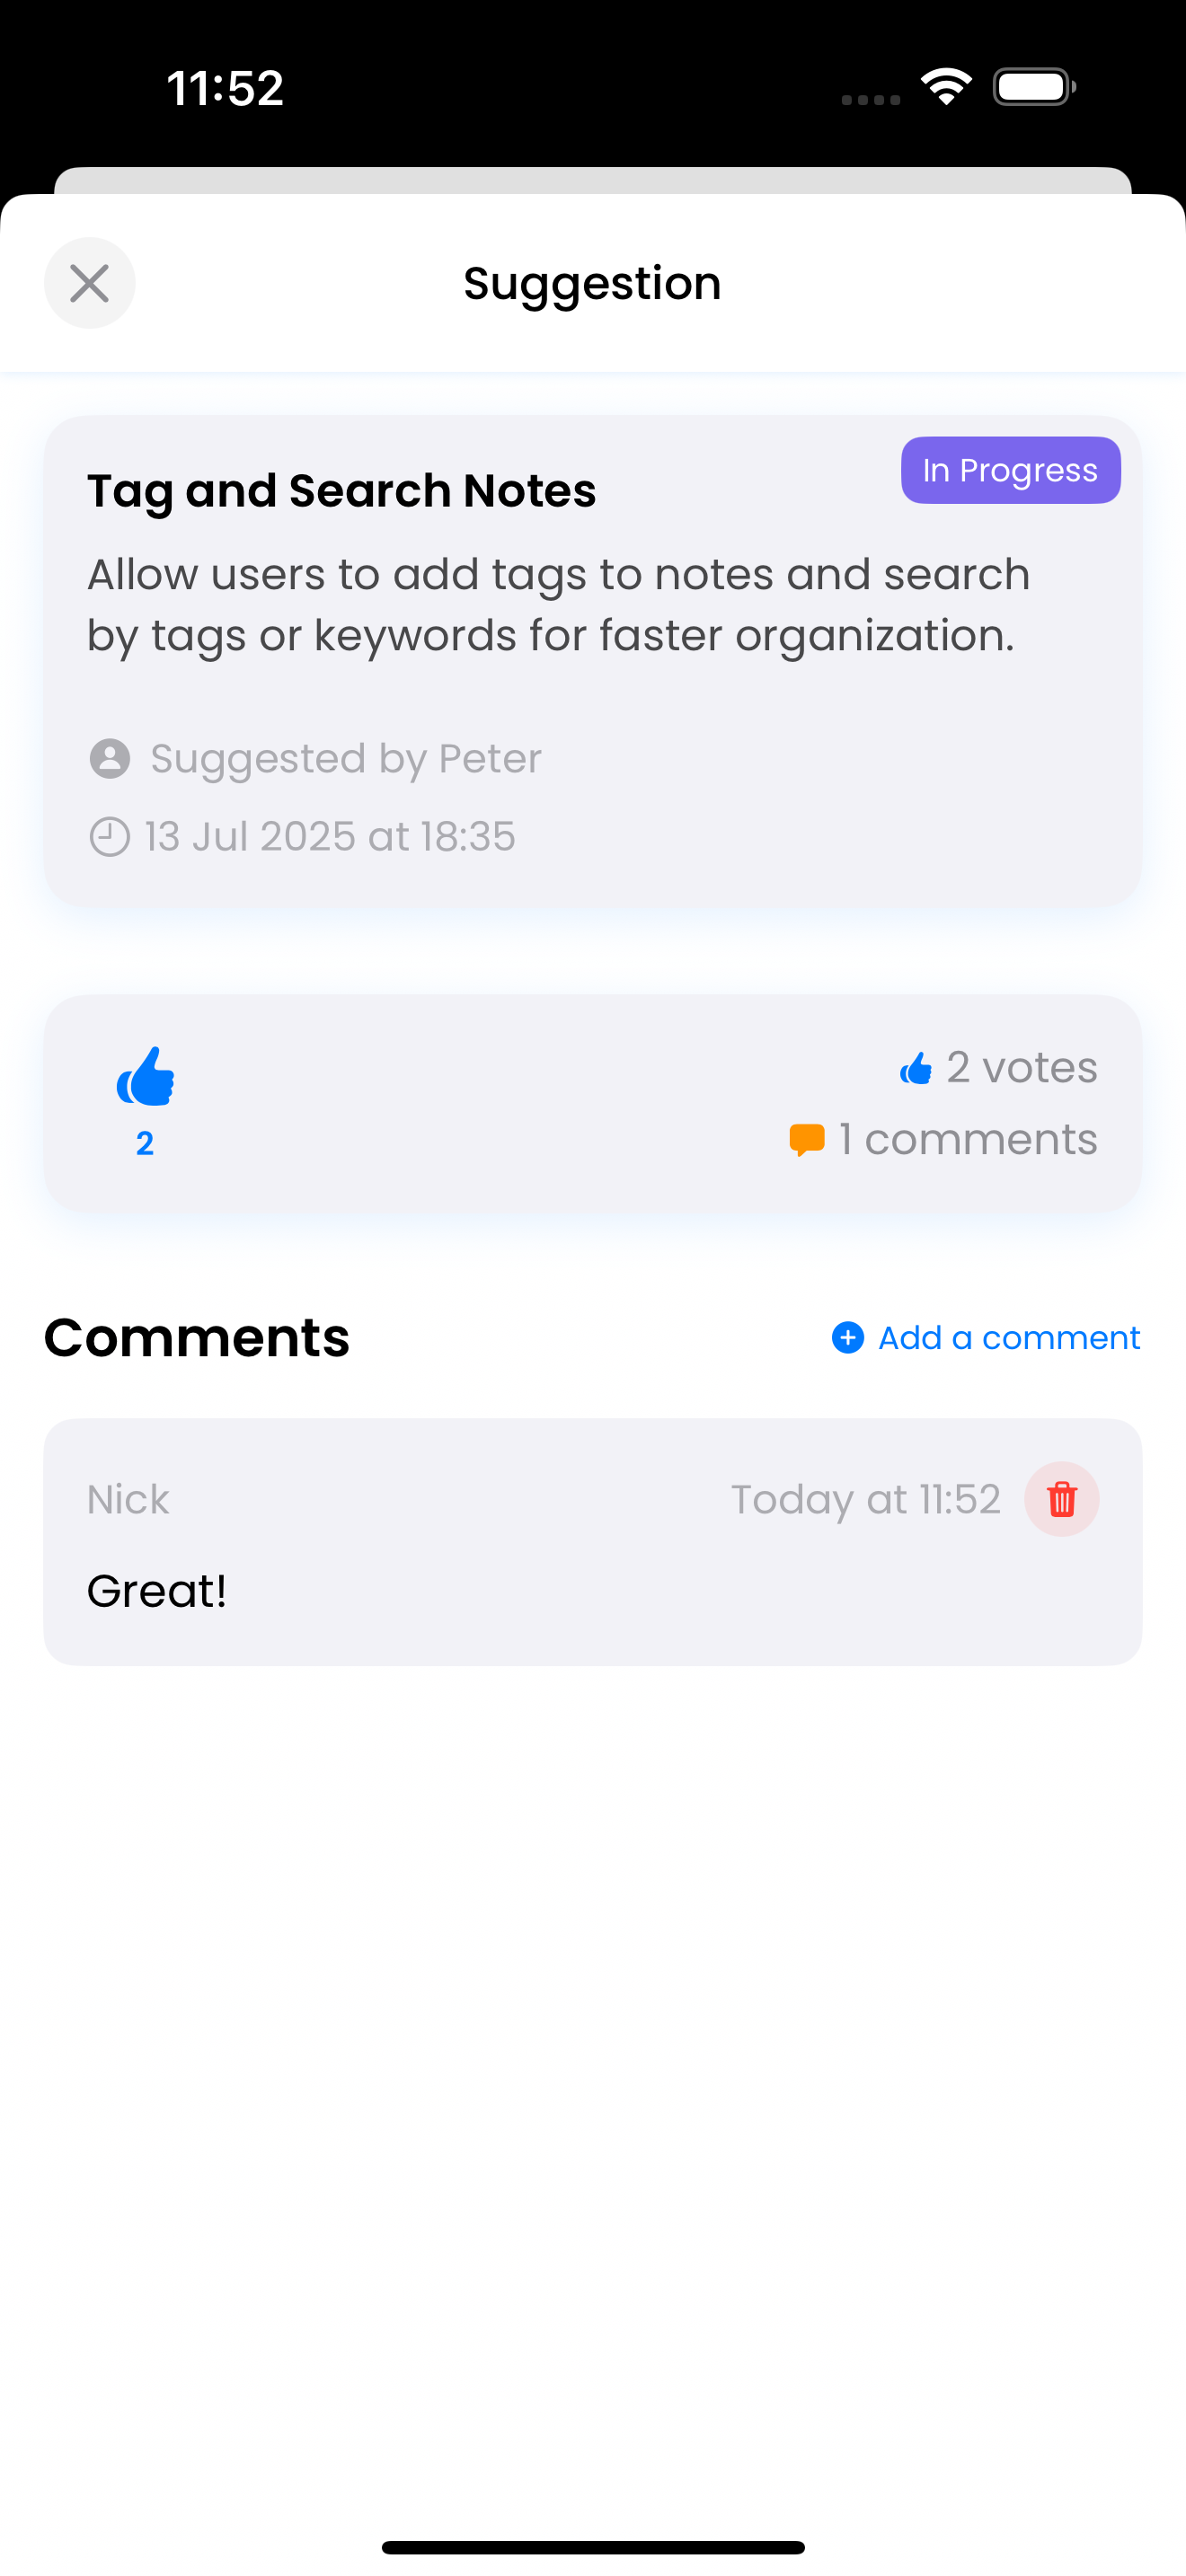 11:52
Suggestion
Tag and Search Notes
In Progress
Allow users to add tags to notes and search
by tags or keywords for faster organization.
Suggested by Peter
13 Jul 2025 at 18:35
2 votes
2
1 comments
Comments
Add a comment
Nick
Today at 11:52
Great!